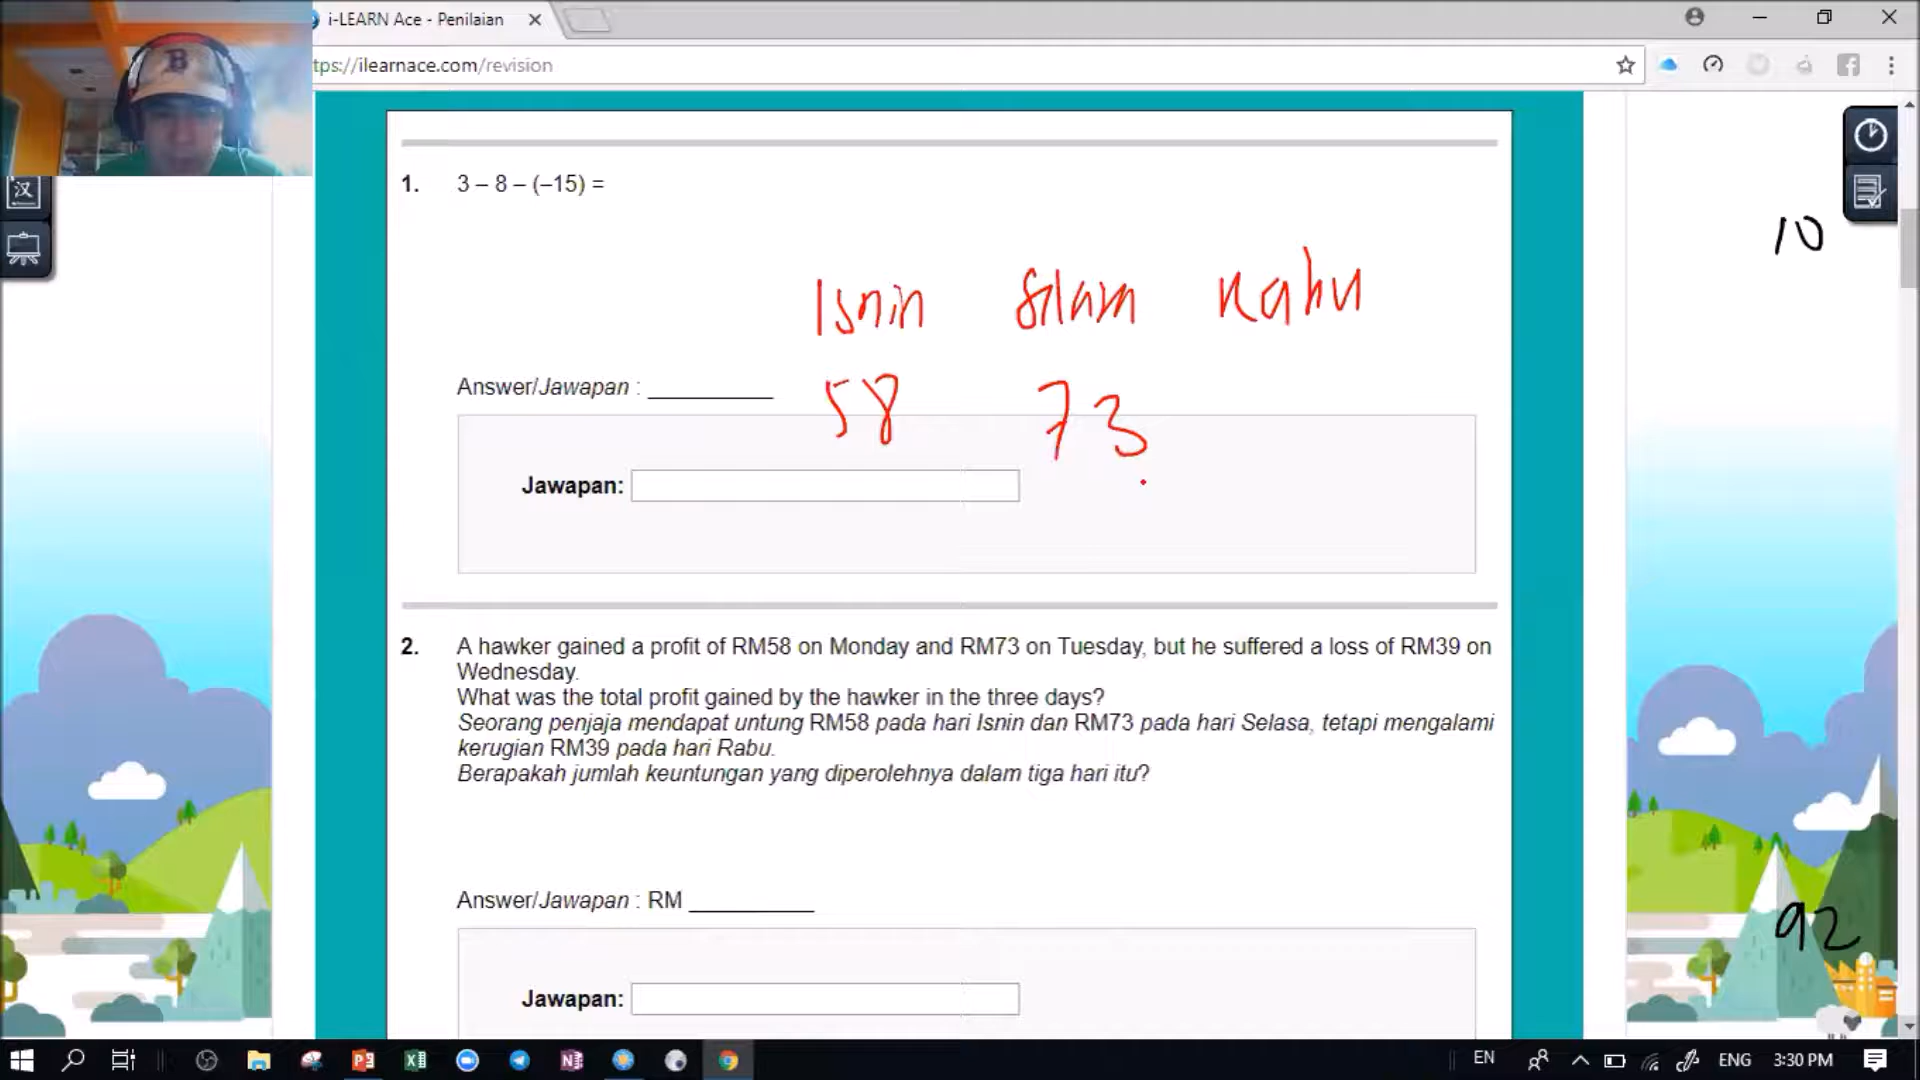 i-LEARN Ace - Penilaian
tps://ilearnace.com/revision
B
汉
1. 3 – 8 – (–15) =
10
Isnin Selasa Rabu
Answer/Jawapan : __________
58 73
Jawapan:
2. A hawker gained a profit of RM58 on Monday and RM73 on Tuesday, but he suffered a loss of RM39 on
Wednesday.
What was the total profit gained by the hawker in the three days?
Seorang penjaja mendapat untung RM58 pada hari Isnin dan RM73 pada hari Selasa, tetapi mengalami
kerugian RM39 pada hari Rabu.
Berapakah jumlah keuntungan yang diperolehnya dalam tiga hari itu?
Answer/Jawapan : RM __________
92
Jawapan:
EN ENG 3:30 PM